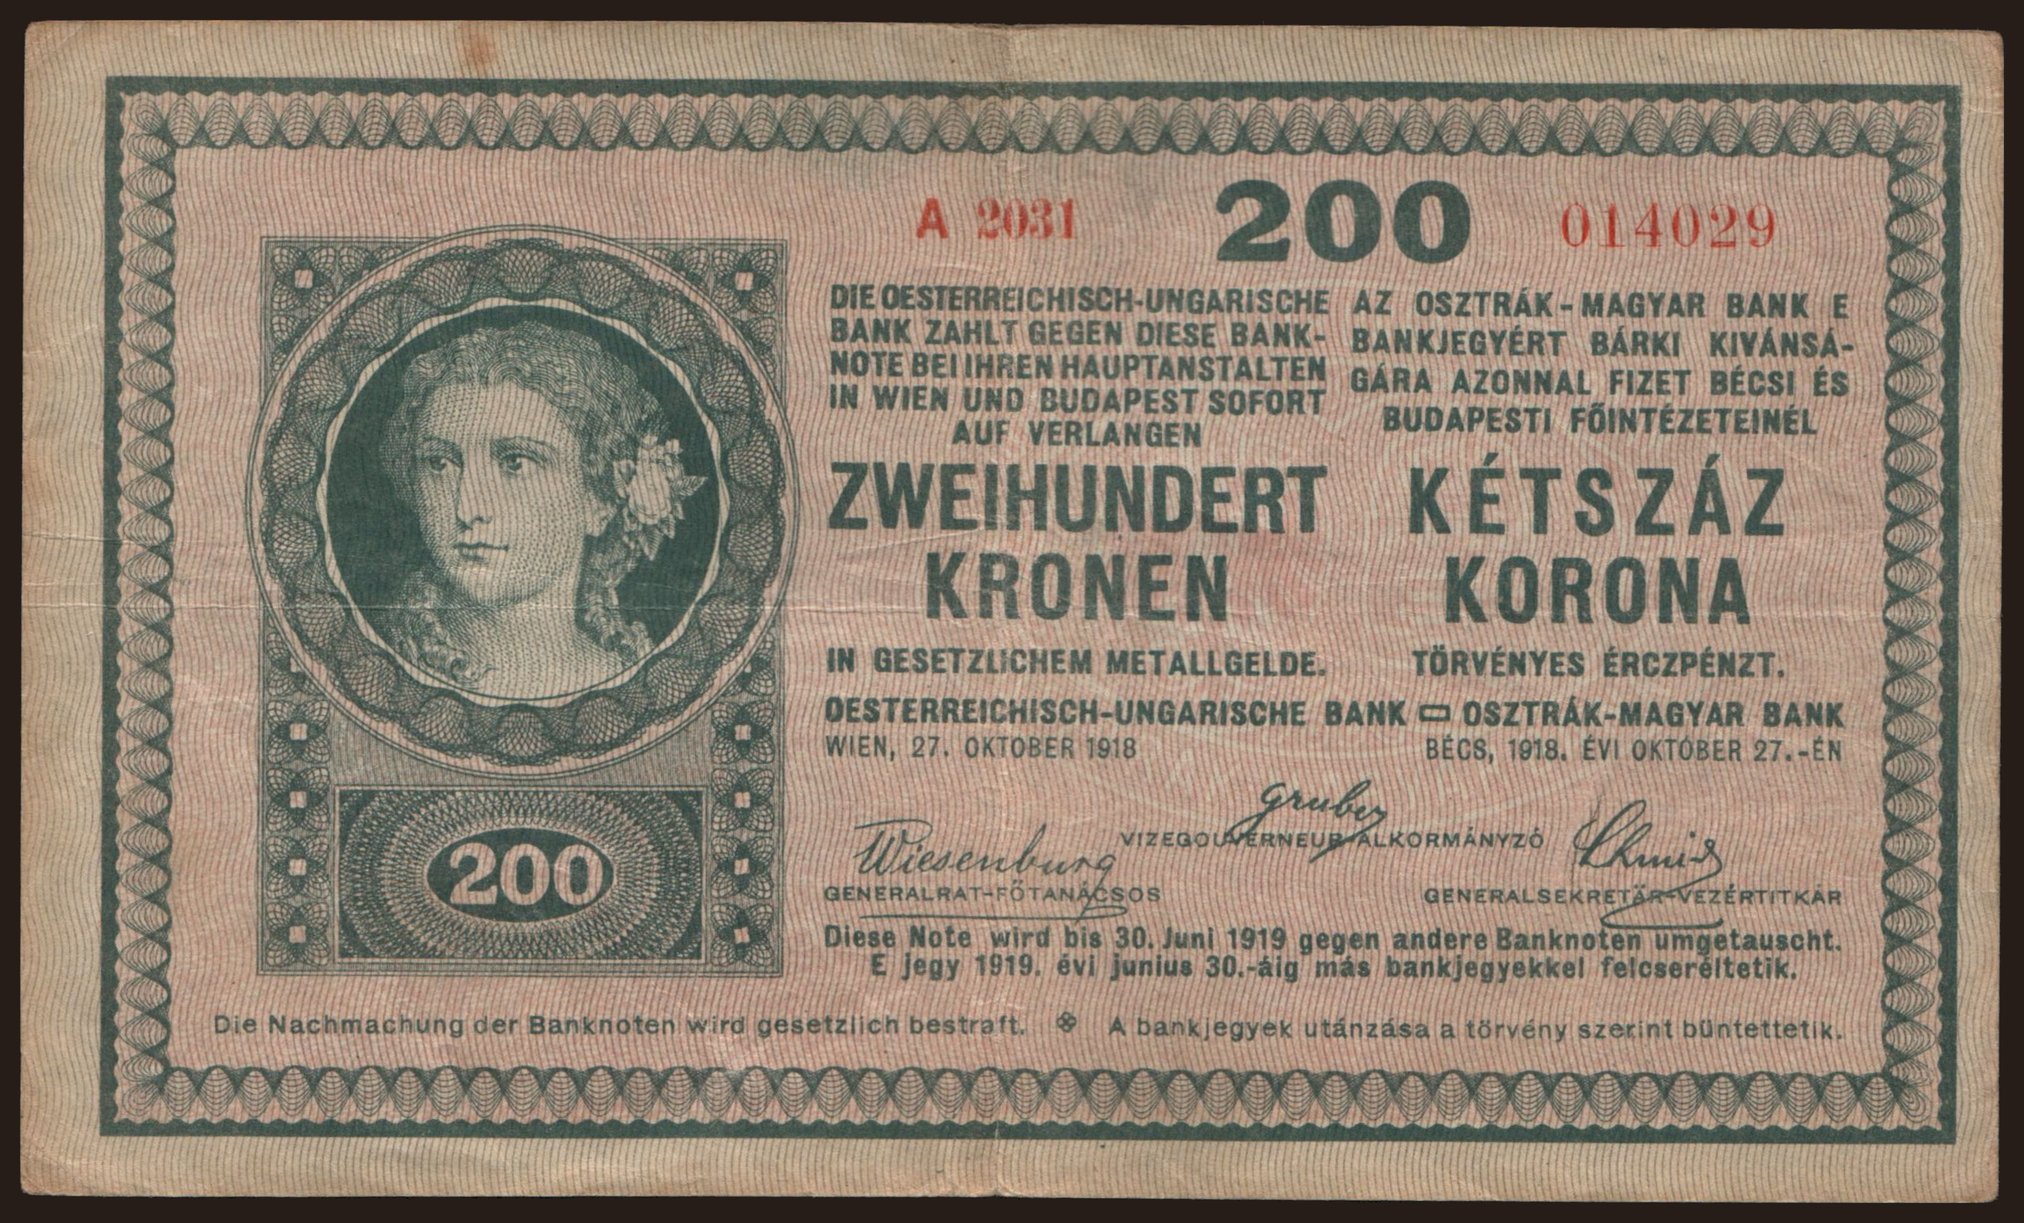 A 2031 200 014029
DIE OESTERREICHISCH-UNGARISCHE
BANK ZAHLT GEGEN DIESE BANK-
NOTE BEI IHREN HAUPTANSTALTEN
IN WIEN UND BUDAPEST SOFORT
AUF VERLANGEN
ZWEIHUNDERT
KRONEN
IN GESETZLICHEM METALLGELDE.
AZ OSZTRÁK-MAGYAR BANK E
BANKJEGYÉRT BÁRKI KIVÁNSÁ-
GÁRA AZONNAL FIZET BÉCSI ÉS
BUDAPESTI FŐINTÉZETEINÉL
KÉTSZÁZ
KORONA
TÖRVÉNYES ÉRCZPÉNZT.
OESTERREICHISCH-UNGARISCHE BANK OSZTRÁK-MAGYAR BANK
WIEN, 27. OKTOBER 1918 BÉCS, 1918. ÉVI OKTÓBER 27.-ÉN
Gruber
VIZEGOUVERNEUR-ALKORMÁNYZÓ
Wiesenburg Schmid
GENERALRAT-FŐTANÁCSOS GENERALSEKRETÄR-VEZÉRTITKÁR
200
Diese Note wird bis 30. Juni 1919 gegen andere Banknoten umgetauscht.
E jegy 1919. évi junius 30.-áig más bankjegyekkel felcseréltetik.
Die Nachmachung der Banknoten wird gesetzlich bestraft. A bankjegyek utánzása a törvény szerint büntettetik.